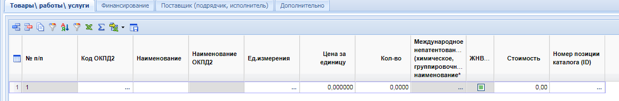 Товары\ работы\ услуги Финансирование Поставщик (подрядчик, исполнитель) Дополнительно
№ п/п Код ОКПД2 Наименование Наименование ОКПД2 Ед.измерения Цена за единицу Кол-во Международное непатентован... (химическое, группировочн... наименование* ЖНВ... Стоимость Номер позиции каталога (ID)
1 1 ... ... ... 0,000000 0,0000 ... 0,00 ...